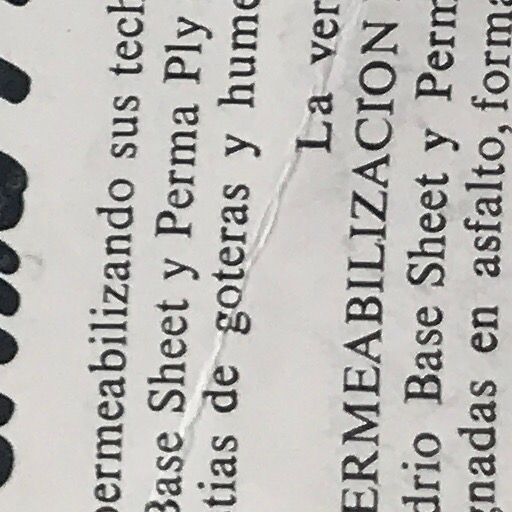 permeabilizando sus tech
Base Sheet y Perma Ply
tias de goteras y hume
La ver
ERMEABILIZACION
drio Base Sheet y Perm
gnadas en asfalto, forma